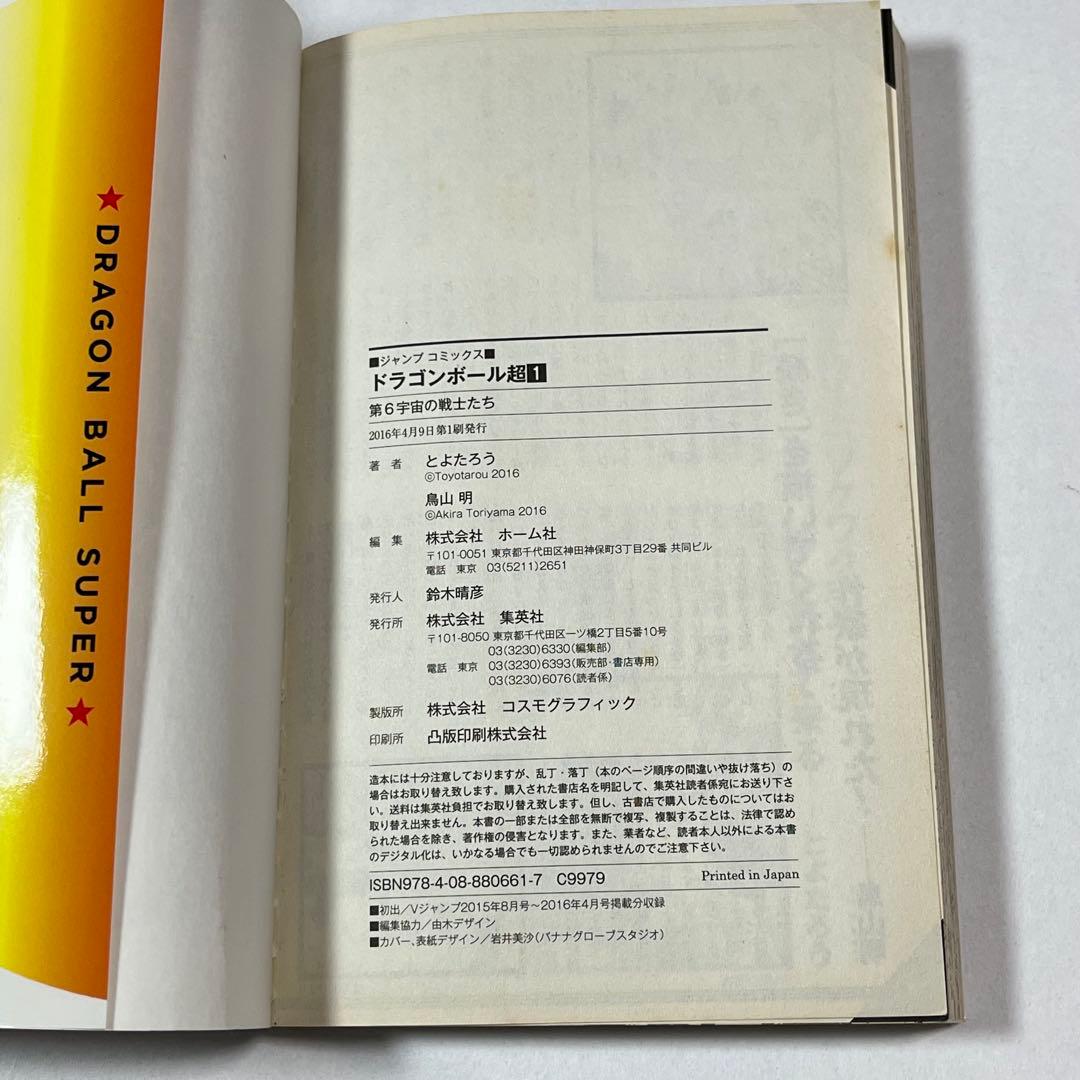 ★DRAGON BALL SUPER★
■ジャンプ コミックス■
ドラゴンボール超1
第6宇宙の戦士たち
2016年4月9日第1刷発行
著者 とよたろう
©Toyotarou 2016
鳥山 明
©Akira Toriyama 2016
編集 株式会社 ホーム社
〒101-0051 東京都千代田区神田神保町3丁目29番 共同ビル
電話 東京 03(5211)2651
発行人 鈴木晴彦
発行所 株式会社 集英社
〒101-8050 東京都千代田区一ツ橋2丁目5番10号
03(3230)6330(編集部)
電話 東京 03(3230)6393(販売部・書店専用)
03(3230)6076(読者係)
製版所 株式会社 コスモグラフィック
印刷所 凸版印刷株式会社
造本には十分注意しておりますが、乱丁・落丁(本のページ順序の間違いや抜け落ち)の
場合はお取り替え致します。購入された書店名を明記して、集英社読者係宛にお送り下さ
い。送料は集英社負担でお取り替え致します。但し、古書店で購入したものについてはお
取り替え出来ません。本書の一部または全部を無断で複写、複製することは、法律で認め
られた場合を除き、著作権の侵害となります。また、業者など、読者本人以外による本書
のデジタル化は、いかなる場合でも一切認められませんのでご注意下さい。
ISBN978-4-08-880661-7 C9979 Printed in Japan
■初出/Vジャンプ2015年8月号〜2016年4月号掲載分収録
■編集協力/由木デザイン
■カバー、表紙デザイン/岩井美沙(バナナグローブスタジオ)